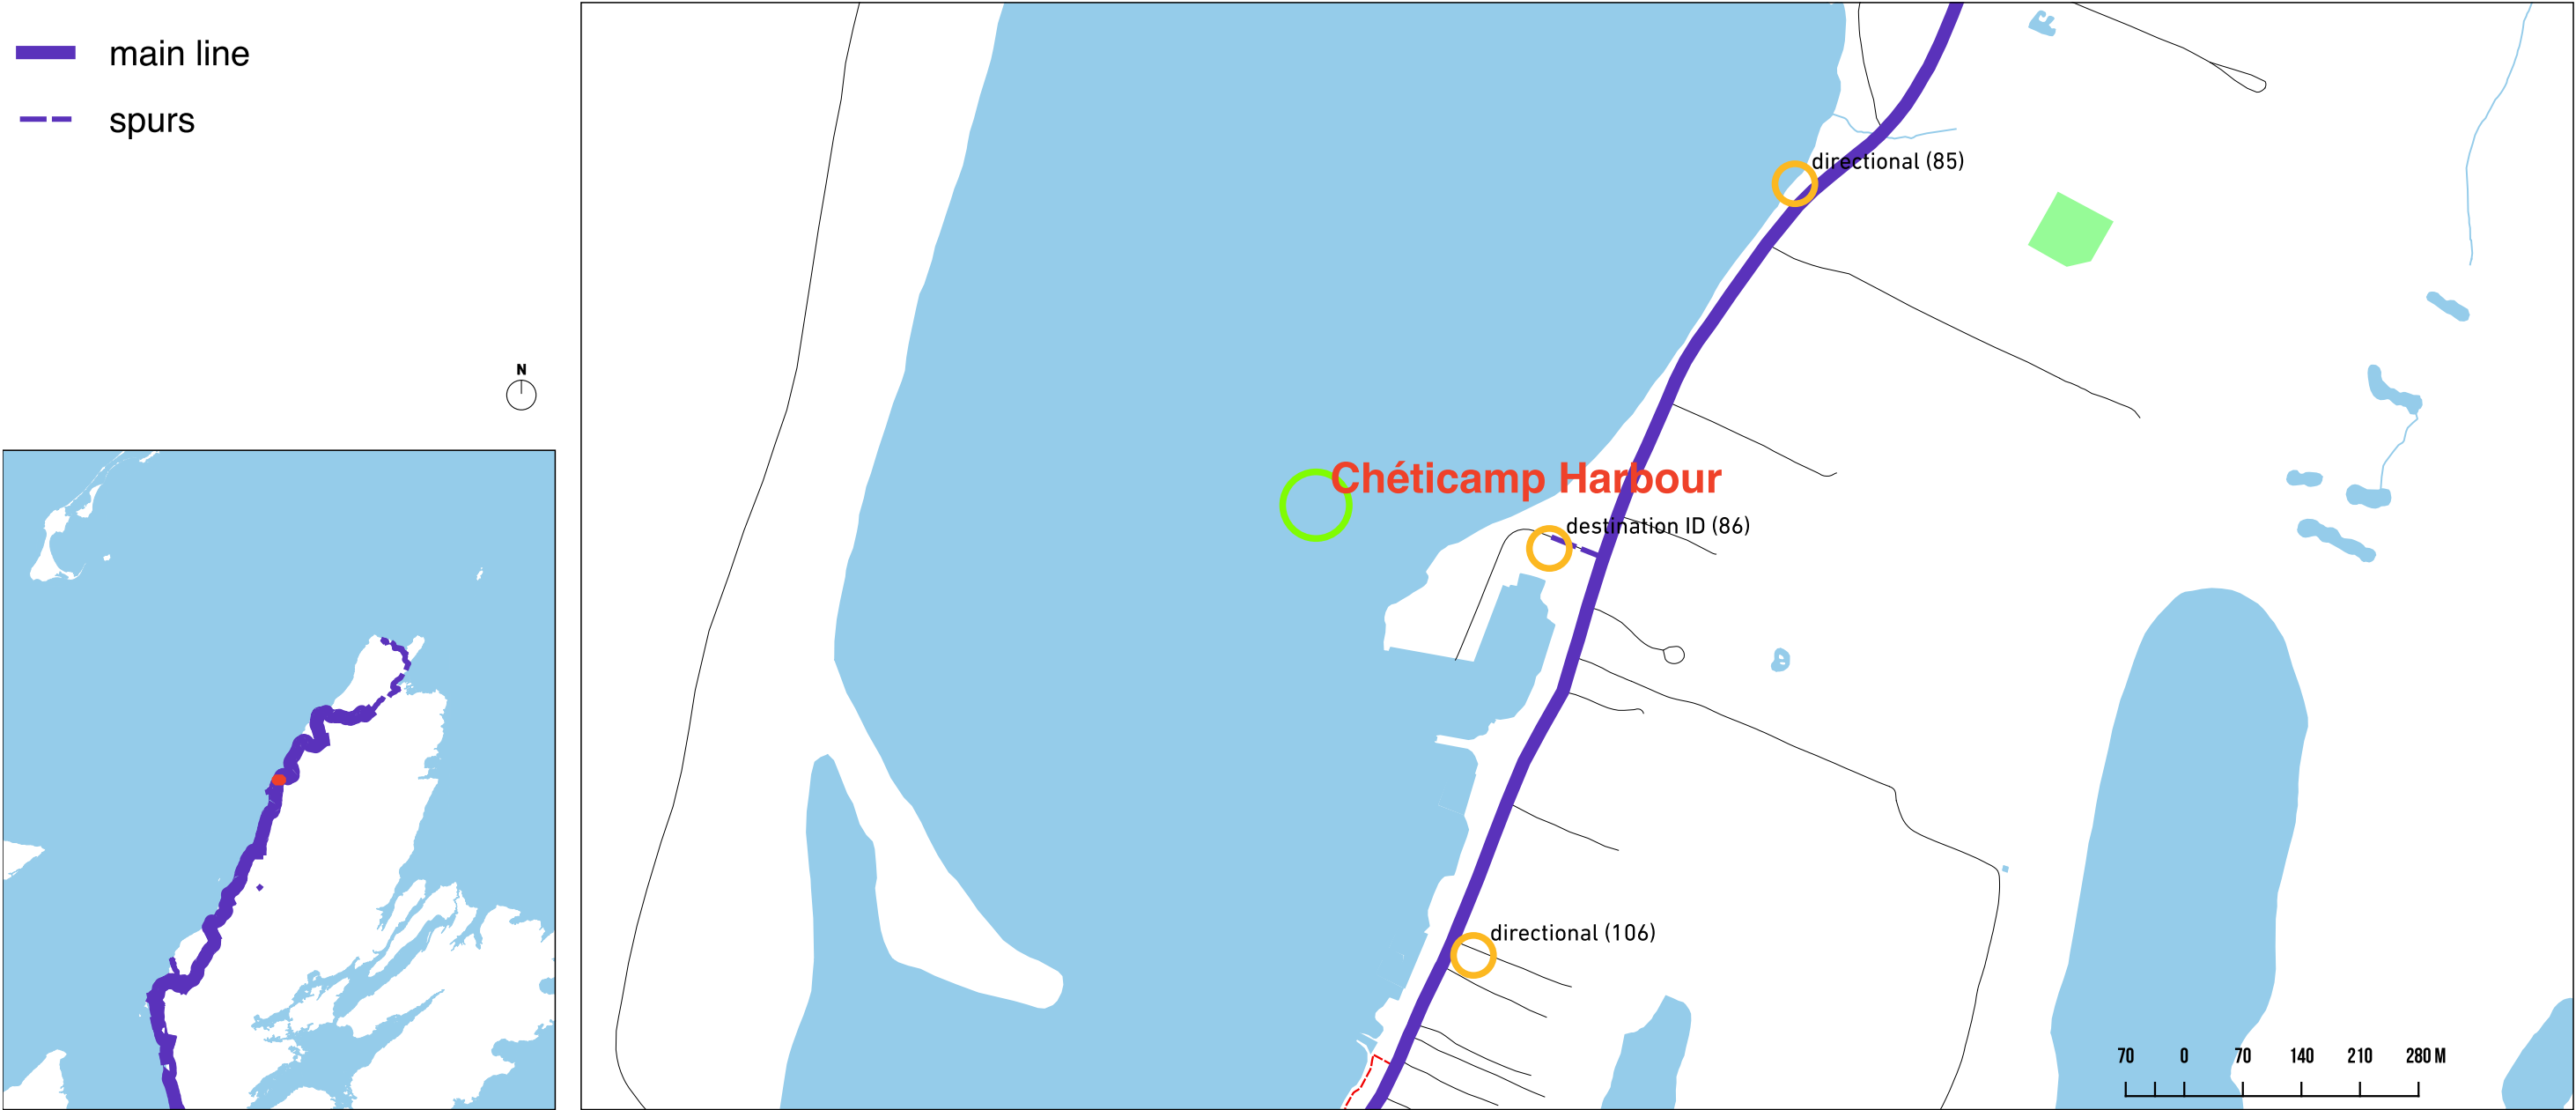 main line
spurs
N
directional (85)
Chéticamp Harbour
destination ID (86)
directional (106)
70 0 70 140 210 280 M